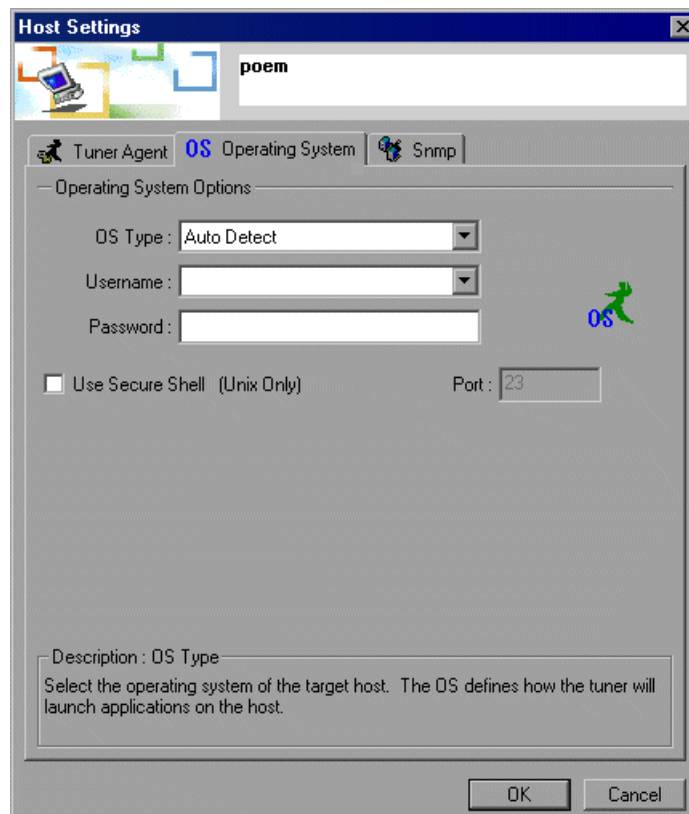 Host Settings
poem
Tuner Agent OS Operating System Snmp
Operating System Options
OS Type : Auto Detect
Username :
Password :
OS
Use Secure Shell (Unix Only) Port : 23
Description : OS Type
Select the operating system of the target host. The OS defines how the tuner will
launch applications on the host.
OK Cancel